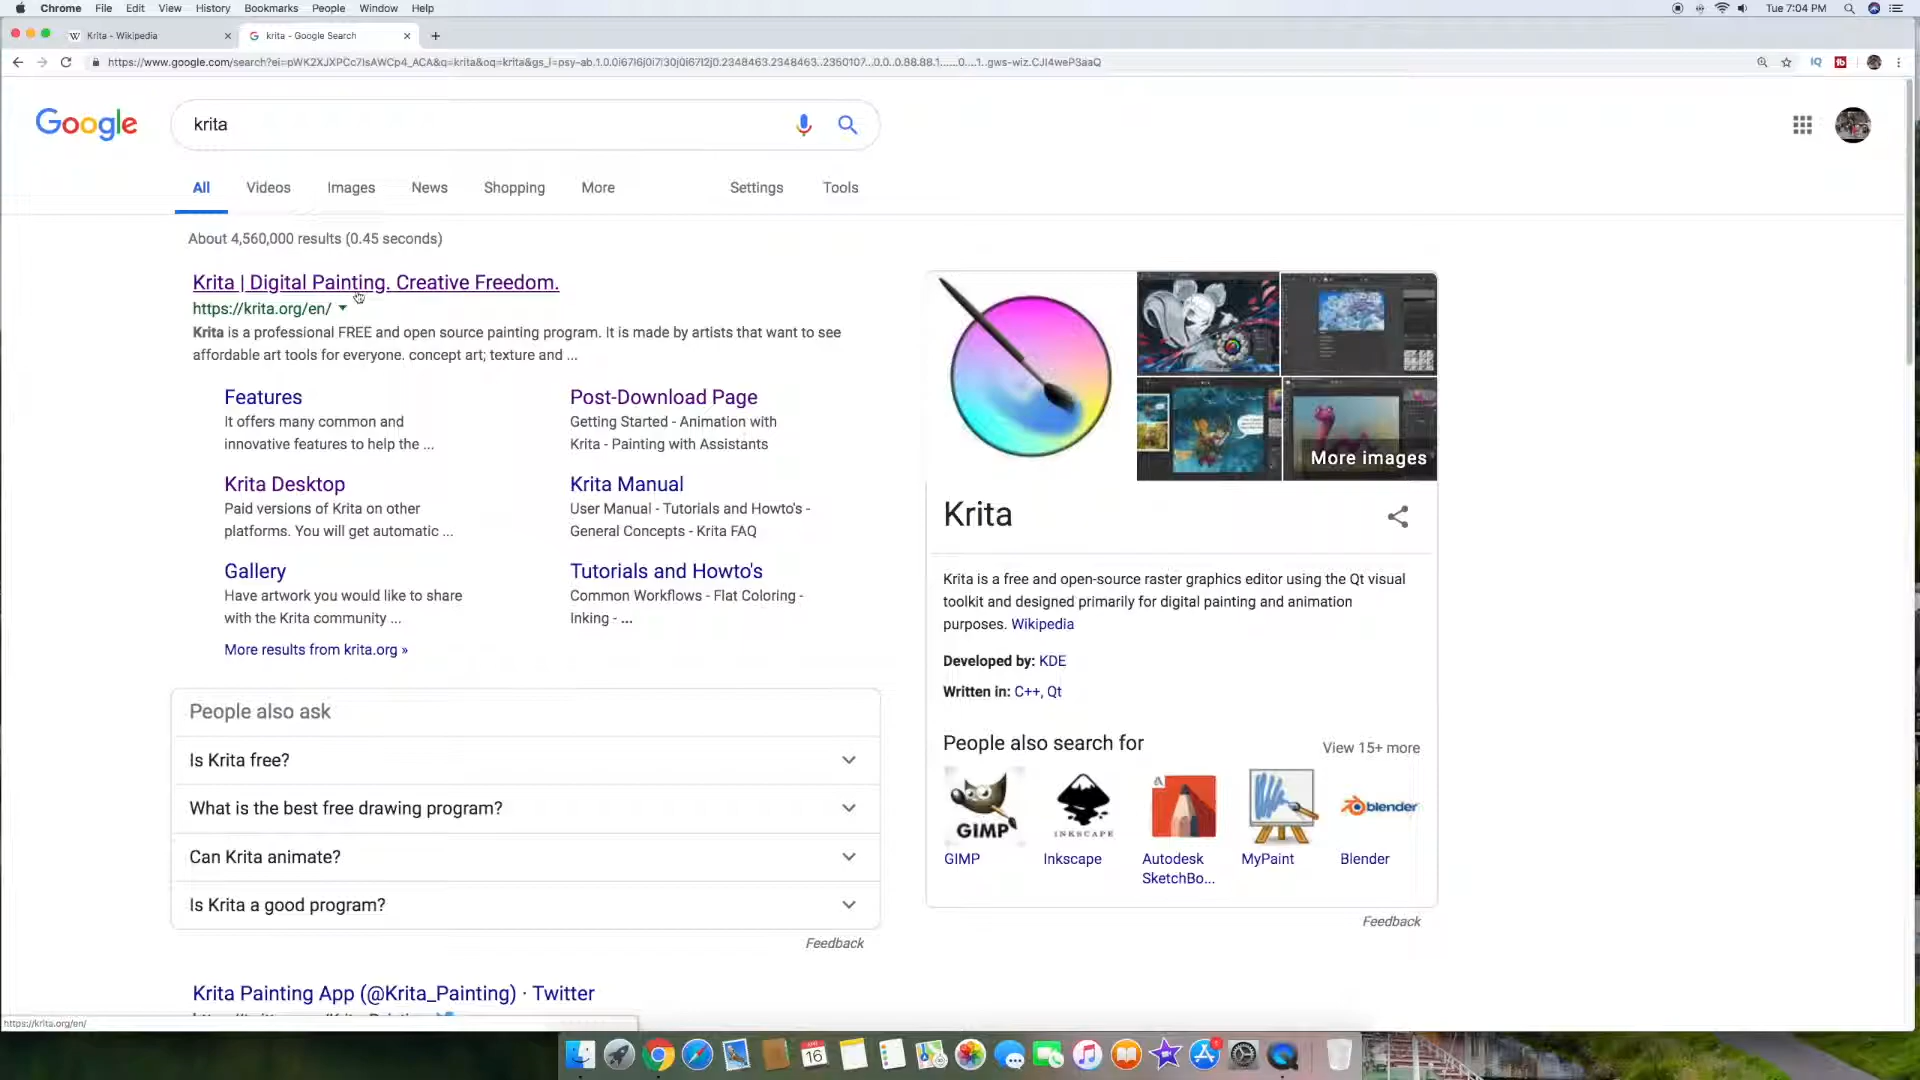 Chrome File Edit View History Bookmarks People Window Help
Tue 7:04 PM
Krita - Wikipedia
krita - Google Search
https://www.google.com/search?
Google
krita
All Videos Images News Shopping More Settings Tools
About 4,560,000 results (0.45 seconds)
Krita | Digital Painting. Creative Freedom.
https://krita.org/en/
Krita is a professional FREE and open source painting program. It is made by artists that want to see
affordable art tools for everyone. concept art; texture and ...
Features
It offers many common and
innovative features to help the ...
Post-Download Page
Getting Started - Animation with
Krita - Painting with Assistants
Krita Desktop
Paid versions of Krita on other
platforms. You will get automatic ...
Krita Manual
User Manual - Tutorials and Howto's -
General Concepts - Krita FAQ
Gallery
Have artwork you would like to share
with the Krita community ...
Tutorials and Howto's
Common Workflows - Flat Coloring -
Inking - ...
More results from krita.org »
People also ask
Is Krita free?
What is the best free drawing program?
Can Krita animate?
Is Krita a good program?
Feedback
Krita Painting App (@Krita_Painting) · Twitter
https://krita.org/en/
More images
Krita
Krita is a free and open-source raster graphics editor using the Qt visual
toolkit and designed primarily for digital painting and animation
purposes. Wikipedia
Developed by: KDE
Written in: C++, Qt
People also search for
View 15+ more
GIMP
INKSCAPE
blender
GIMP
Inkscape
Autodesk
SketchBo...
MyPaint
Blender
Feedback
16